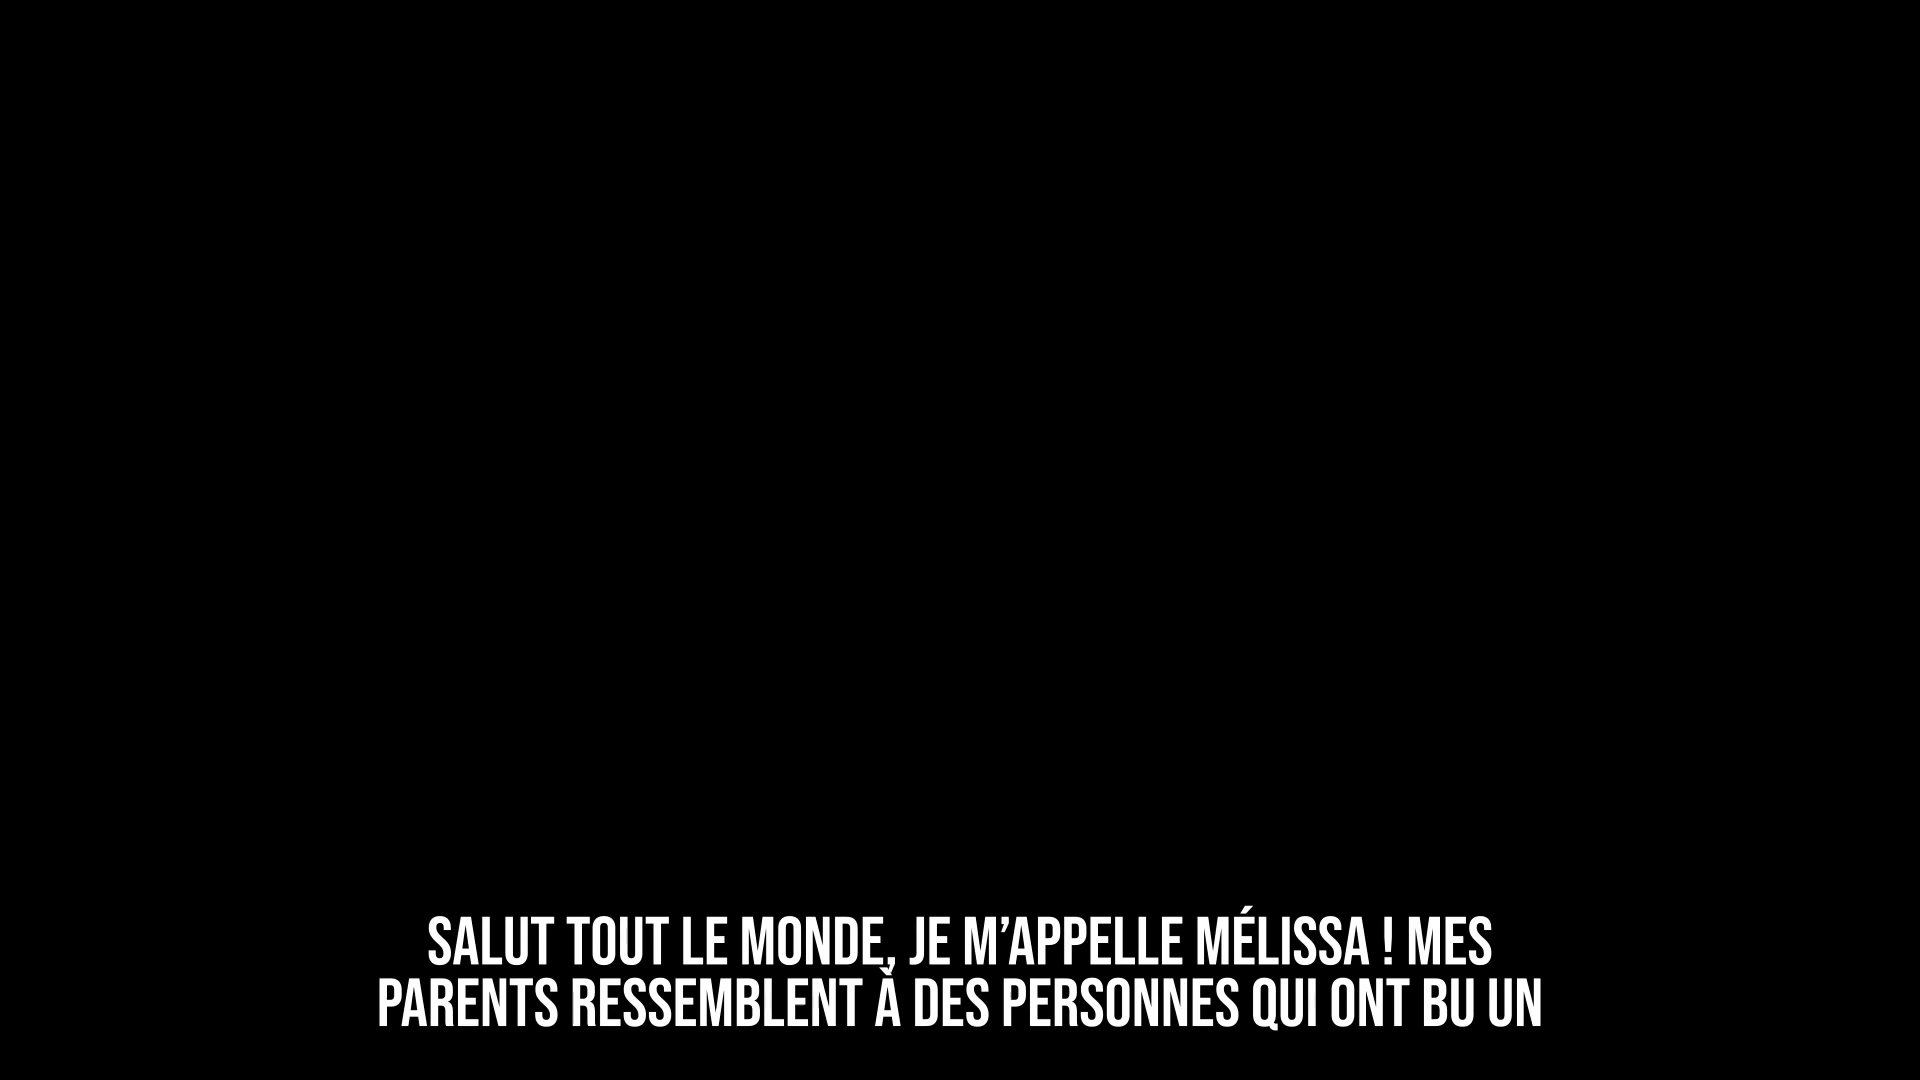 SALUT TOUT LE MONDE, JE M’APPELLE MÉLISSA ! MES
PARENTS RESSEMBLENT À DES PERSONNES QUI ONT BU UN